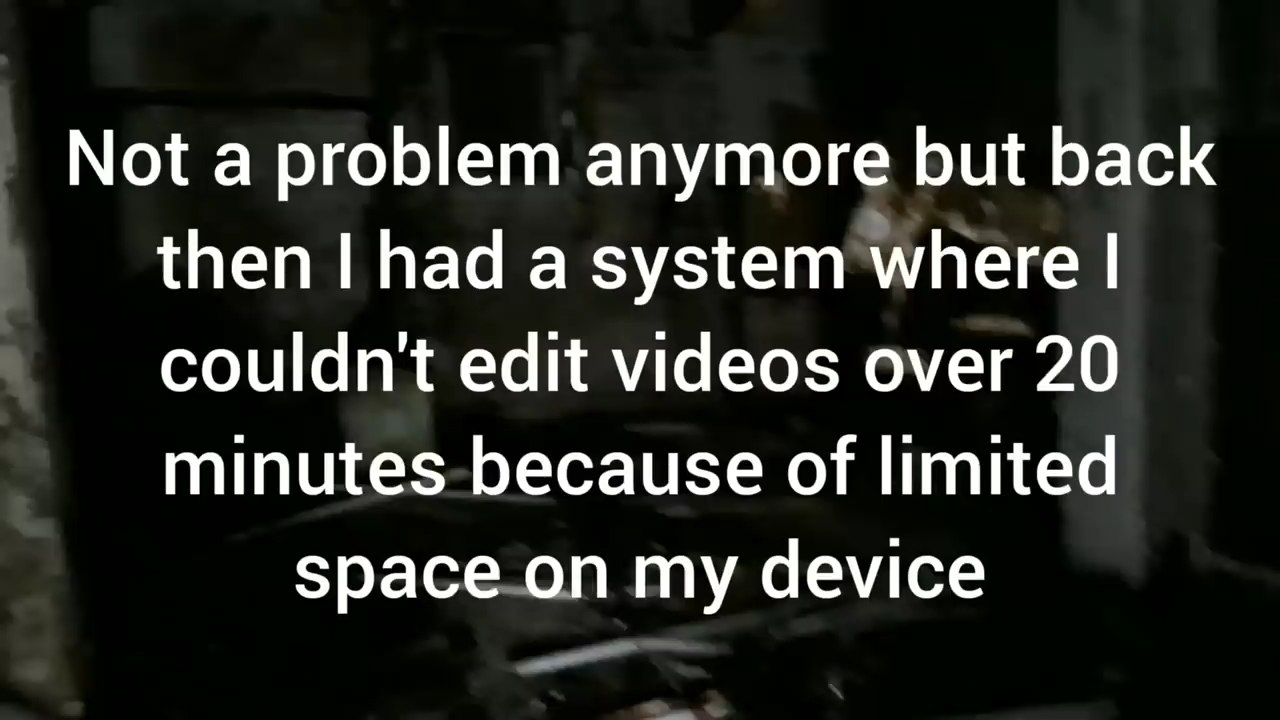 Not a problem anymore but back
then I had a system where I
couldn't edit videos over 20
minutes because of limited
space on my device